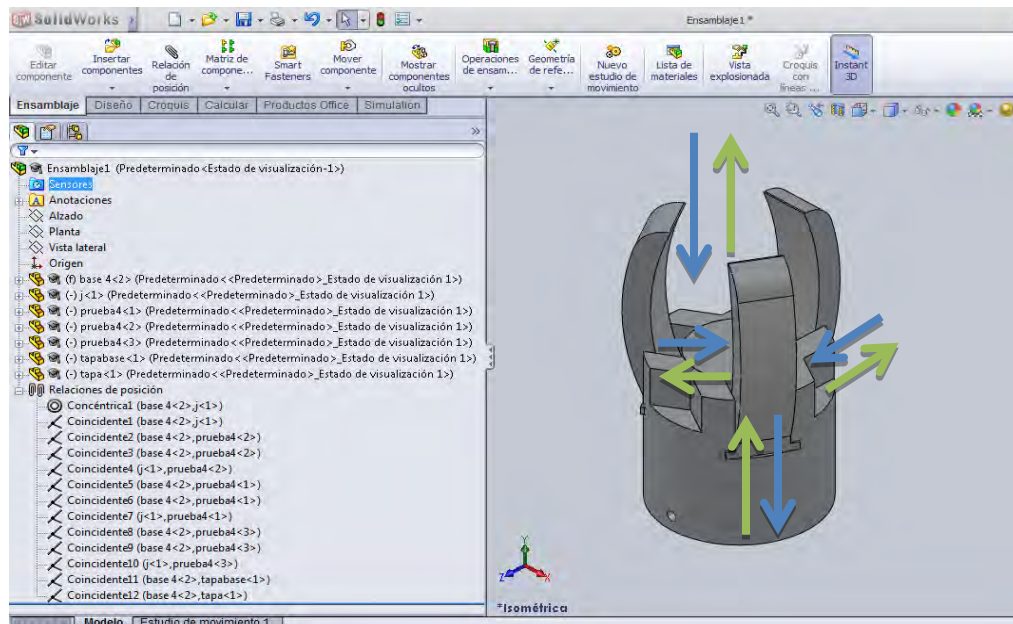 SolidWorks
Ensamblaje1 *
Editar componente
Insertar componentes
Relación de posición
Matriz de compone...
Smart Fasteners
Mover componente
Mostrar componentes ocultos
Operaciones de ensam...
Geometría de refe...
Nuevo estudio de movimiento
Lista de materiales
Vista explosionada
Croquis con líneas ...
Instant 3D
Ensamblaje Diseño Croquis Calcular Productos Office Simulation
Ensamblaje1 (Predeterminado<Estado de visualización-1>)
Sensores
Anotaciones
Alzado
Planta
Vista lateral
Origen
(f) base 4<2> (Predeterminado<<Predeterminado>_Estado de visualización 1>)
(-) j<1> (Predeterminado<<Predeterminado>_Estado de visualización 1>)
(-) prueba4<1> (Predeterminado<<Predeterminado>_Estado de visualización 1>)
(-) prueba4<2> (Predeterminado<<Predeterminado>_Estado de visualización 1>)
(-) prueba4<3> (Predeterminado<<Predeterminado>_Estado de visualización 1>)
(-) tapabase<1> (Predeterminado<<Predeterminado>_Estado de visualización 1>)
(-) tapa<1> (Predeterminado<<Predeterminado>_Estado de visualización 1>)
Relaciones de posición
Concéntrica1 (base 4<2>,j<1>)
Coincidente1 (base 4<2>,j<1>)
Coincidente2 (base 4<2>,prueba4<2>)
Coincidente3 (base 4<2>,prueba4<2>)
Coincidente4 (j<1>,prueba4<2>)
Coincidente5 (base 4<2>,prueba4<1>)
Coincidente6 (base 4<2>,prueba4<1>)
Coincidente7 (j<1>,prueba4<1>)
Coincidente8 (base 4<2>,prueba4<3>)
Coincidente9 (base 4<2>,prueba4<3>)
Coincidente10 (j<1>,prueba4<3>)
Coincidente11 (base 4<2>,tapabase<1>)
Coincidente12 (base 4<2>,tapa<1>)
Y
Z X
*Isométrica
Modelo Estudio de movimiento 1